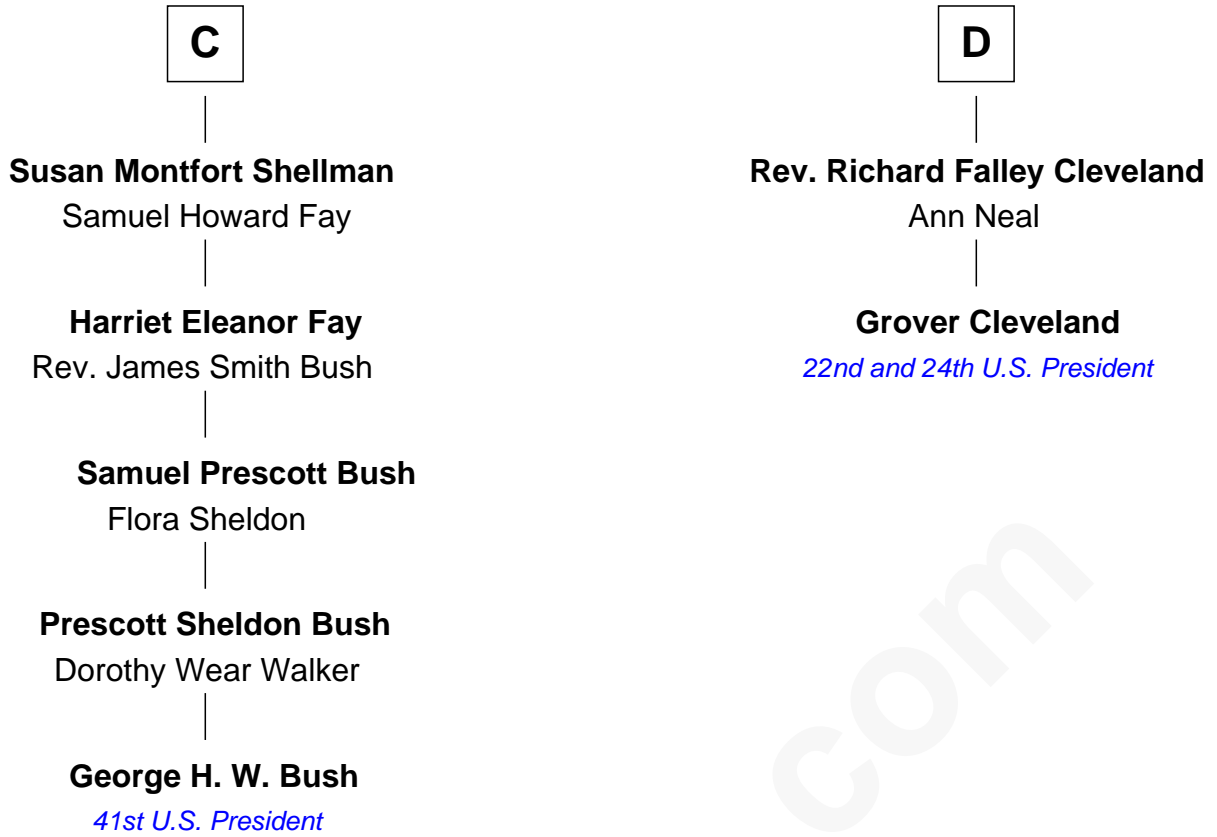 C
Susan Montfort Shellman
Samuel Howard Fay
Harriet Eleanor Fay
Rev. James Smith Bush
Samuel Prescott Bush
Flora Sheldon
Prescott Sheldon Bush
Dorothy Wear Walker
George H. W. Bush
41st U.S. President
D
Rev. Richard Falley Cleveland
Ann Neal
Grover Cleveland
22nd and 24th U.S. President
com